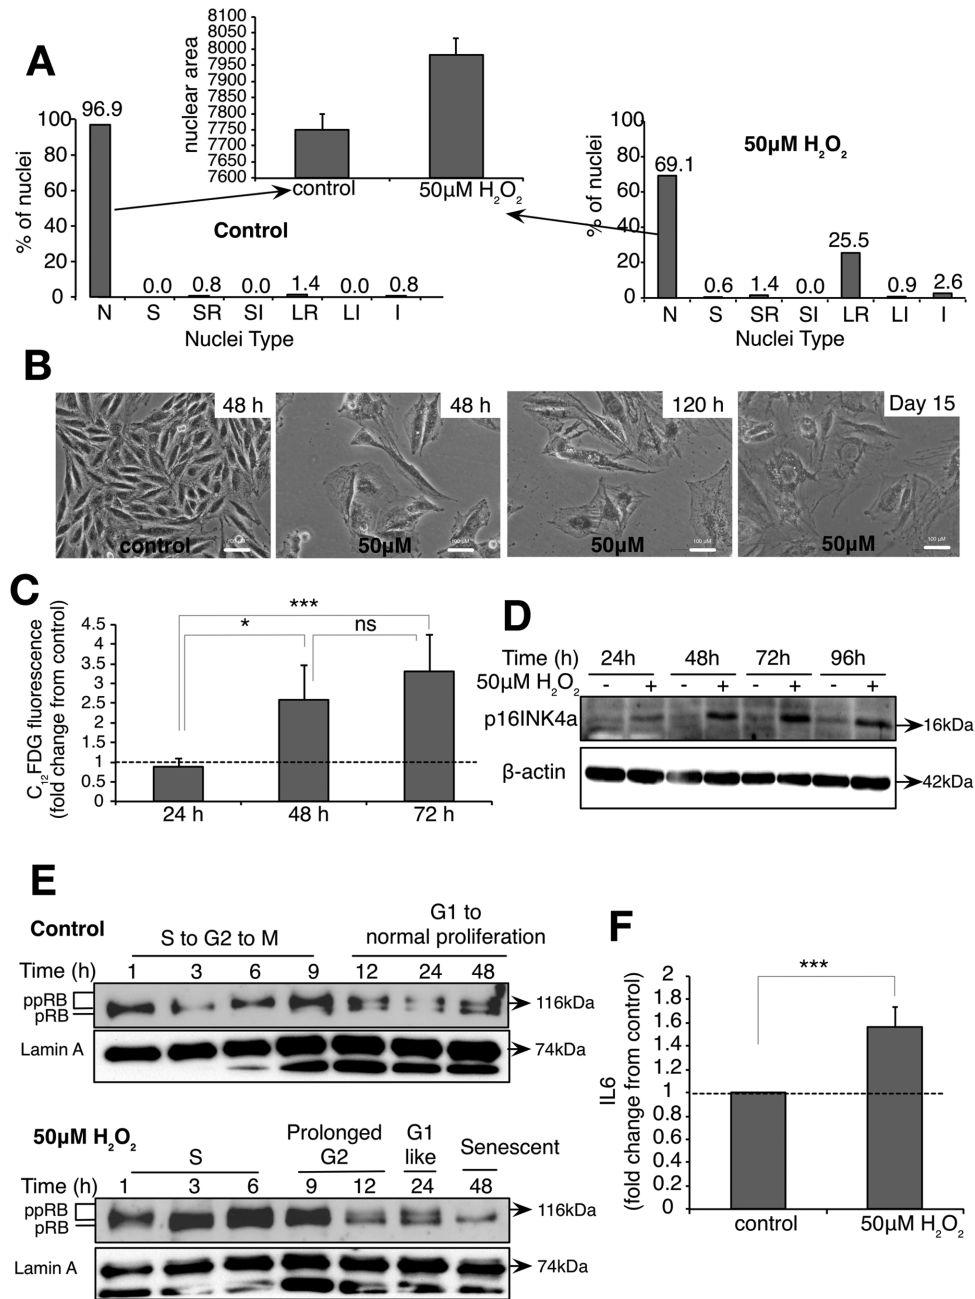 A
nuclear area
8100
8050
8000
7950
7900
7850
7800
7750
7700
7650
7600
control
50µM H2O2
% of nuclei
100
80
60
40
20
0
96.9
0.0
0.8
0.0
1.4
0.0
0.8
N S SR SI LR LI I
Nuclei Type
Control
50µM H2O2
% of nuclei
100
80
60
40
20
0
69.1
0.6
1.4
0.0
25.5
0.9
2.6
N S SR SI LR LI I
Nuclei Type
B
48 h
control
100 µm
48 h
50µM
100 µm
120 h
50µM
100 µm
Day 15
50µM
100 µm
C
C12FDG fluorescence
(fold change from control)
4.5
4
3.5
3
2.5
2
1.5
1
0.5
0
***
*
ns
24 h 48 h 72 h
D
Time (h) 24h 48h 72h 96h
50µM H2O2 - + - + - + - +
p16INK4a
16kDa
β-actin
42kDa
E
Control
S to G2 to M
G1 to
normal proliferation
Time (h) 1 3 6 9 12 24 48
ppRB
pRB
116kDa
Lamin A
74kDa
50µM H2O2
S
Prolonged
G2
G1
like
Senescent
Time (h) 1 3 6 9 12 24 48
ppRB
pRB
116kDa
Lamin A
74kDa
F
IL6
(fold change from control)
2
1.8
1.6
1.4
1.2
1
0.8
0.6
0.4
0.2
0
***
control
50µM H2O2